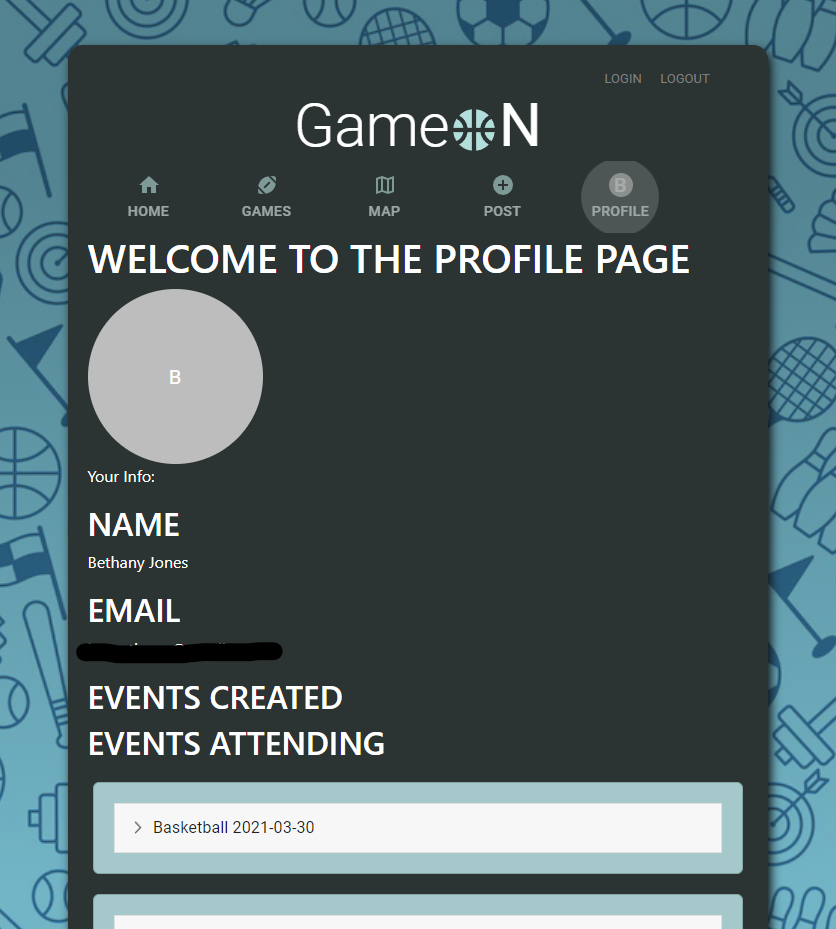 LOGIN LOGOUT
GameON
HOME GAMES MAP POST B PROFILE
WELCOME TO THE PROFILE PAGE
B
Your Info:
NAME
Bethany Jones
EMAIL
EVENTS CREATED
EVENTS ATTENDING
Basketball 2021-03-30